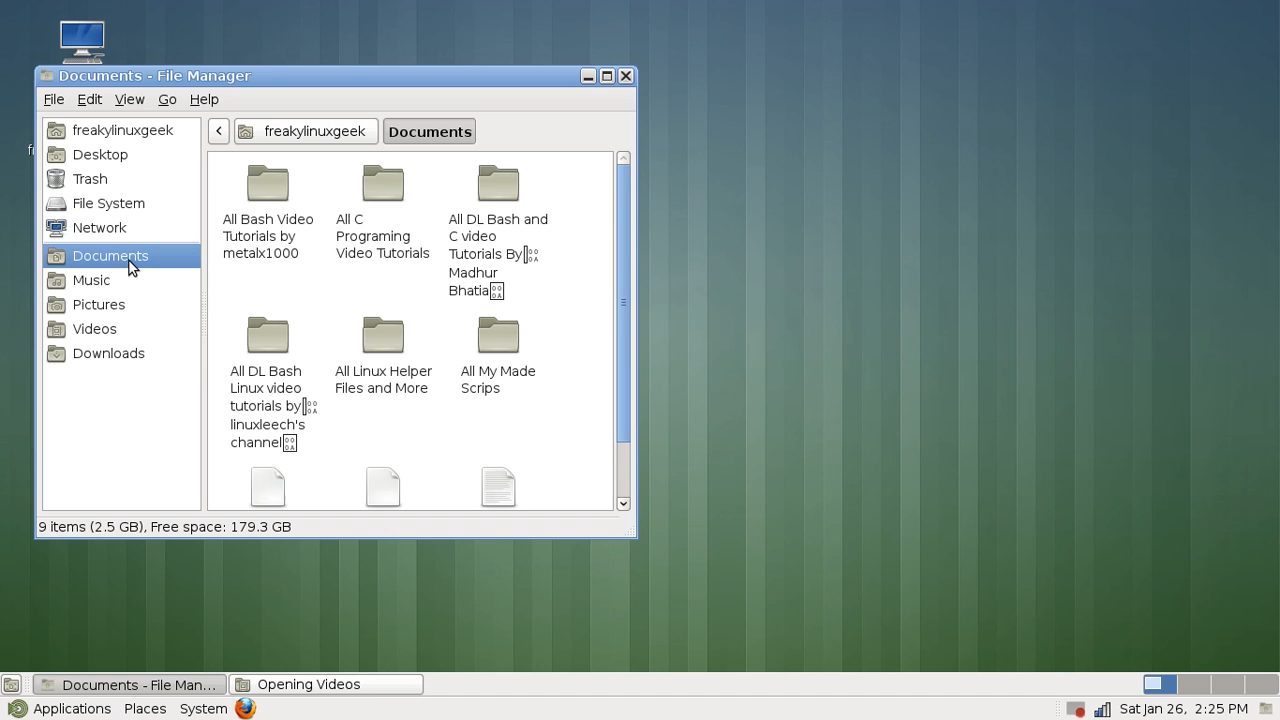 Documents - File Manager
File Edit View Go Help
freakylinuxgeek
Desktop
Trash
File System
Network
Documents
Music
Pictures
Videos
Downloads
freakylinuxgeek Documents
All Bash Video
Tutorials by
metalx1000
All C
Programing
Video Tutorials
All DL Bash and
C video
Tutorials By
Madhur
Bhatia
All DL Bash
Linux video
tutorials by
linuxleech's
channel
All Linux Helper
Files and More
All My Made
Scrips
9 items (2.5 GB), Free space: 179.3 GB
Documents - File Man... Opening Videos
Applications Places System Sat Jan 26, 2:25 PM